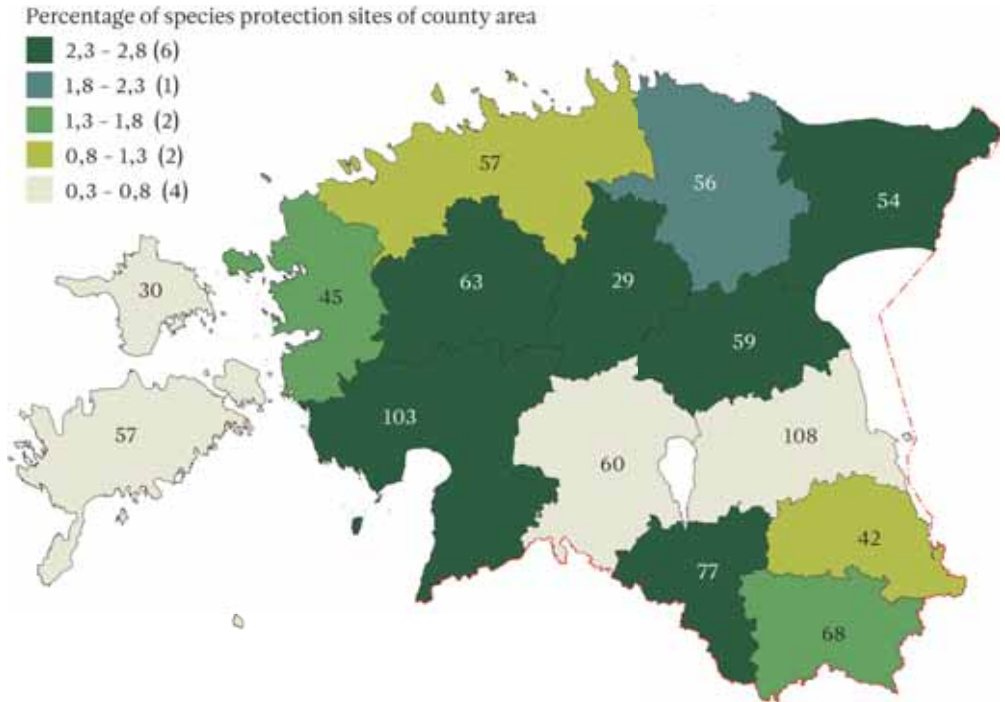 Percentage of species protection sites of county area
2,3 – 2,8 (6)
1,8 – 2,3 (1)
1,3 – 1,8 (2)
0,8 – 1,3 (2)
0,3 – 0,8 (4)
57
56
54
30
45
63
29
59
103
57
60
108
42
77
68